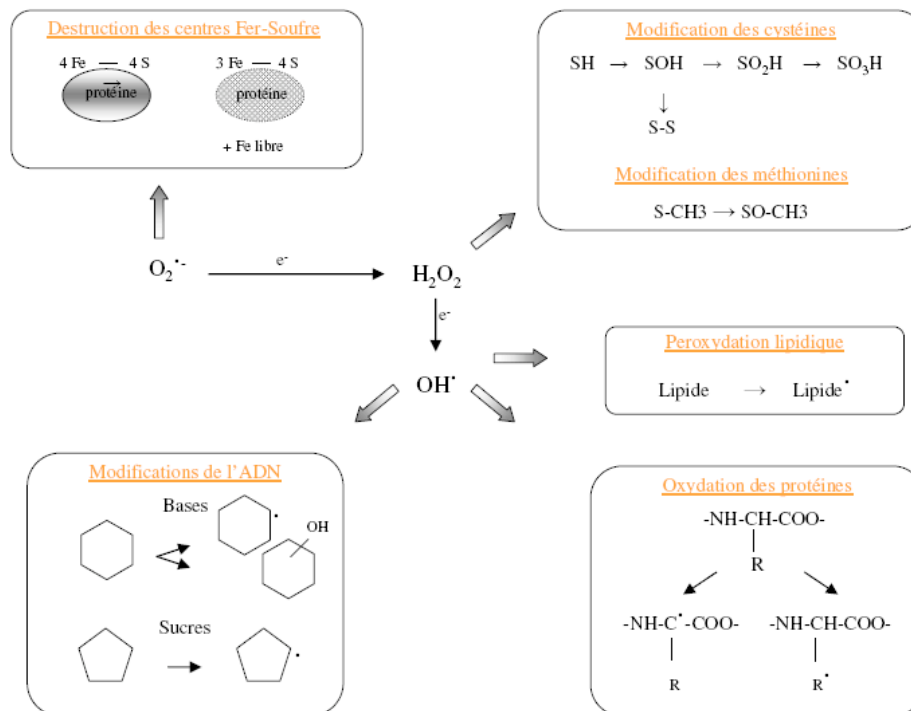 Destruction des centres Fer-Soufre
4 Fe — 4 S
3 Fe — 4 S
→
protéine
protéine
+ Fe libre
Modification des cystéines
SH → SOH → SO₂H → SO₃H
↓
S-S
Modification des méthionines
S-CH3 → SO-CH3
O₂•-
e-
H₂O₂
e-
OH•
Peroxydation lipidique
Lipide → Lipide•
Modifications de l'ADN
Bases
•
OH
Sucres
•
Oxydation des protéines
-NH-CH-COO-
R
-NH-C•-COO-
-NH-CH-COO-
R
R•